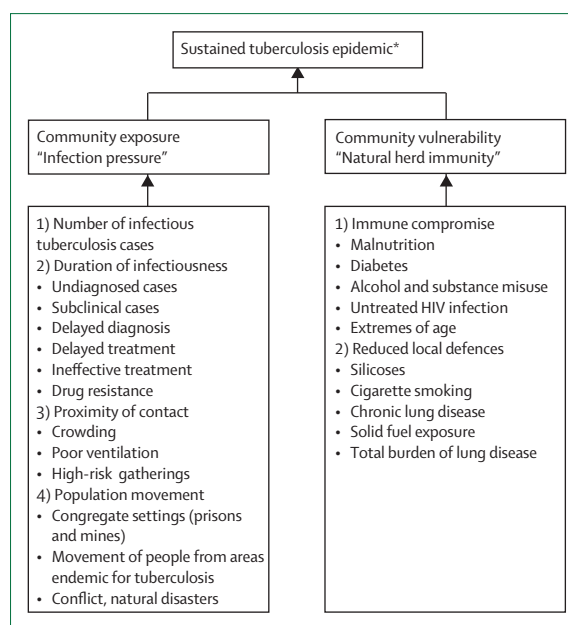 Sustained tuberculosis epidemic*
Community exposure
“Infection pressure”
1) Number of infectious
tuberculosis cases
2) Duration of infectiousness
• Undiagnosed cases
• Subclinical cases
• Delayed diagnosis
• Delayed treatment
• Ineffective treatment
• Drug resistance
3) Proximity of contact
• Crowding
• Poor ventilation
• High-risk gatherings
4) Population movement
• Congregate settings (prisons
and mines)
• Movement of people from areas
endemic for tuberculosis
• Conflict, natural disasters
Community vulnerability
“Natural herd immunity”
1) Immune compromise
• Malnutrition
• Diabetes
• Alcohol and substance misuse
• Untreated HIV infection
• Extremes of age
2) Reduced local defences
• Silicoses
• Cigarette smoking
• Chronic lung disease
• Solid fuel exposure
• Total burden of lung disease